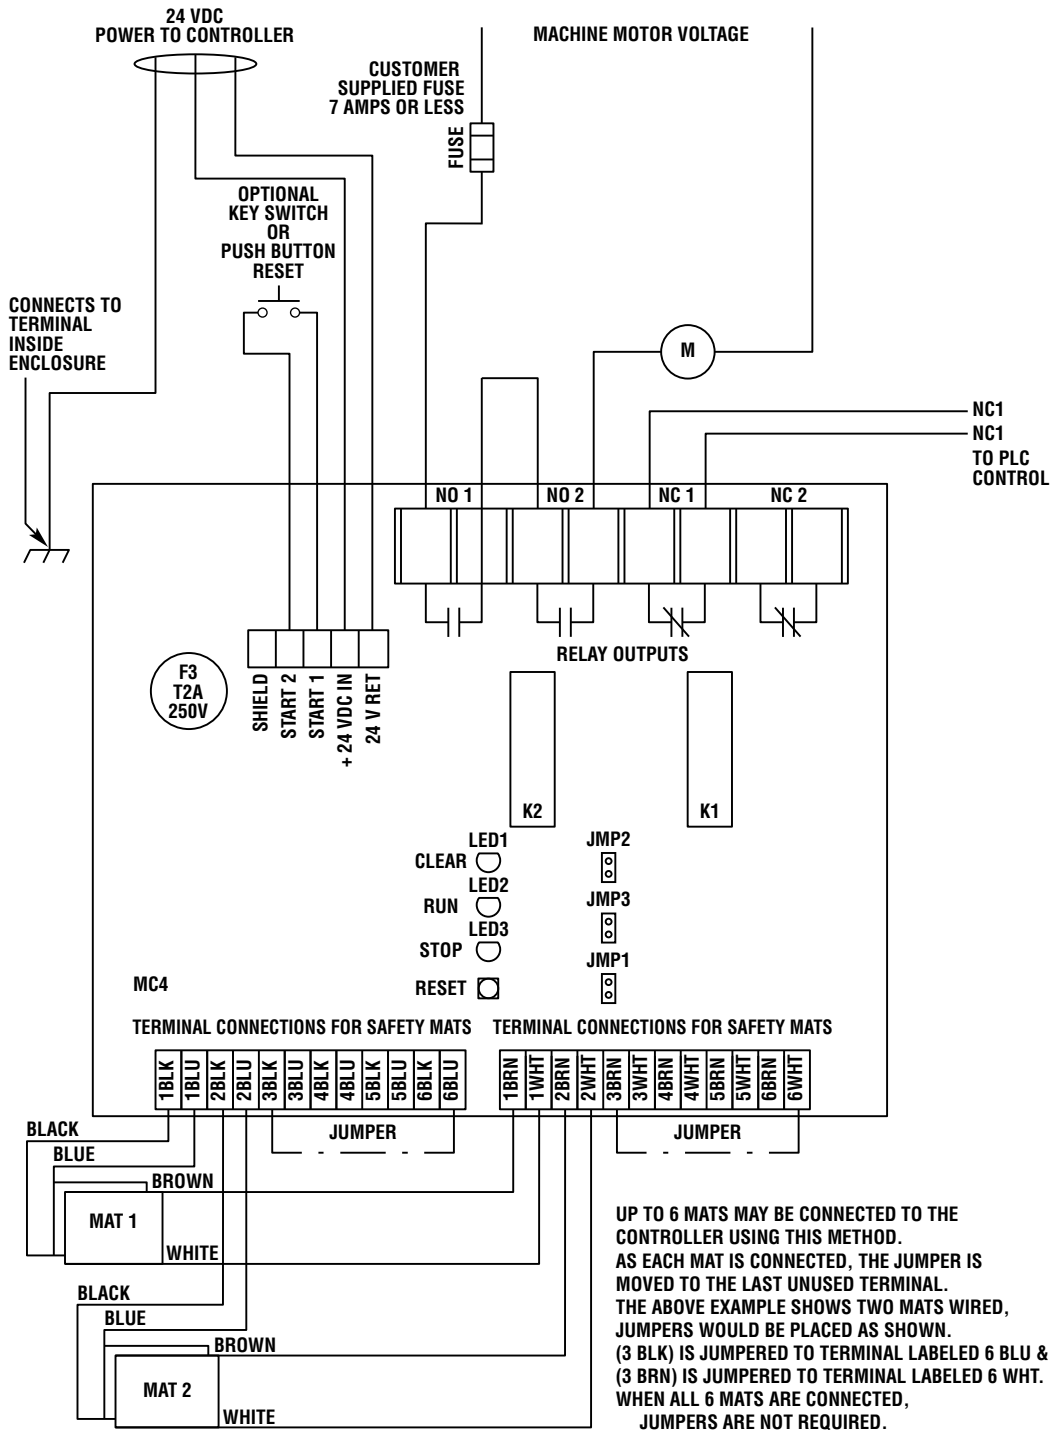 24 VDC
POWER TO CONTROLLER
MACHINE MOTOR VOLTAGE
CUSTOMER
SUPPLIED FUSE
7 AMPS OR LESS
FUSE
OPTIONAL
KEY SWITCH
OR
PUSH BUTTON
RESET
CONNECTS TO
TERMINAL
INSIDE
ENCLOSURE
M
NC1
NC1
TO PLC
CONTROL
NO 1
NO 2
NC 1
NC 2
RELAY OUTPUTS
F3
T2A
250V
SHIELD
START 2
START 1
+ 24 VDC IN
24 V RET
K2
K1
LED1
CLEAR
LED2
RUN
LED3
STOP
RESET
JMP2
JMP3
JMP1
MC4
TERMINAL CONNECTIONS FOR SAFETY MATS
TERMINAL CONNECTIONS FOR SAFETY MATS
1BLK
1BLU
2BLK
2BLU
3BLK
3BLU
4BLK
4BLU
5BLK
5BLU
6BLK
6BLU
1BRN
1WHT
2BRN
2WHT
3BRN
3WHT
4BRN
4WHT
5BRN
5WHT
6BRN
6WHT
JUMPER
JUMPER
BLACK
BLUE
BROWN
MAT 1
WHITE
BLACK
BLUE
BROWN
MAT 2
WHITE
UP TO 6 MATS MAY BE CONNECTED TO THE
CONTROLLER USING THIS METHOD.
AS EACH MAT IS CONNECTED, THE JUMPER IS
MOVED TO THE LAST UNUSED TERMINAL.
THE ABOVE EXAMPLE SHOWS TWO MATS WIRED,
JUMPERS WOULD BE PLACED AS SHOWN.
(3 BLK) IS JUMPERED TO TERMINAL LABELED 6 BLU &
(3 BRN) IS JUMPERED TO TERMINAL LABELED 6 WHT.
WHEN ALL 6 MATS ARE CONNECTED,
JUMPERS ARE NOT REQUIRED.